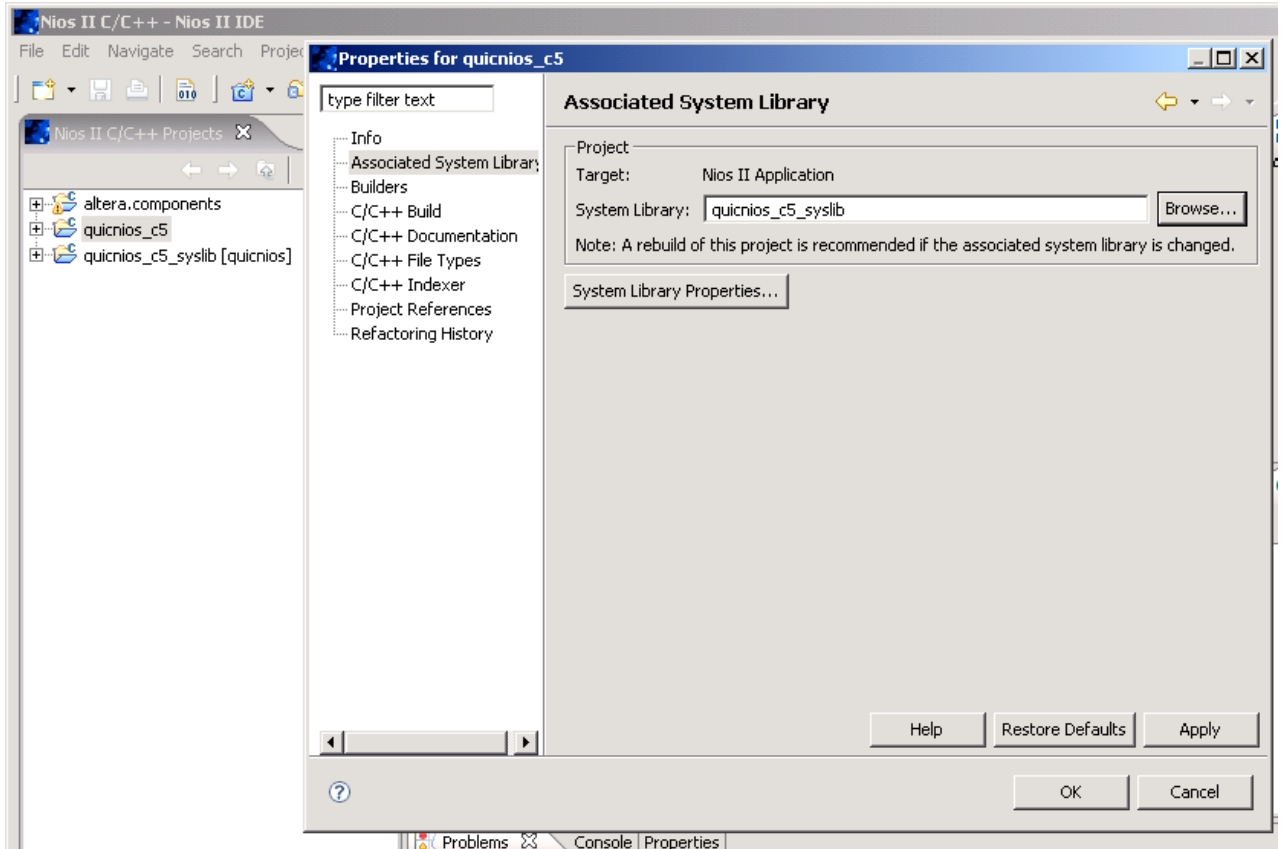 Nios II C/C++ - Nios II IDE
File Edit Navigate Search Projec
Properties for quicnios_c5
type filter text
Associated System Library
Nios II C/C++ Projects
Info
Associated System Library
Builders
C/C++ Build
C/C++ Documentation
C/C++ File Types
C/C++ Indexer
Project References
Refactoring History
altera.components
quicnios_c5
quicnios_c5_syslib [quicnios]
Project
Target: Nios II Application
System Library: quicnios_c5_syslib Browse...
Note: A rebuild of this project is recommended if the associated system library is changed.
System Library Properties...
Help Restore Defaults Apply
OK Cancel
Problems Console Properties